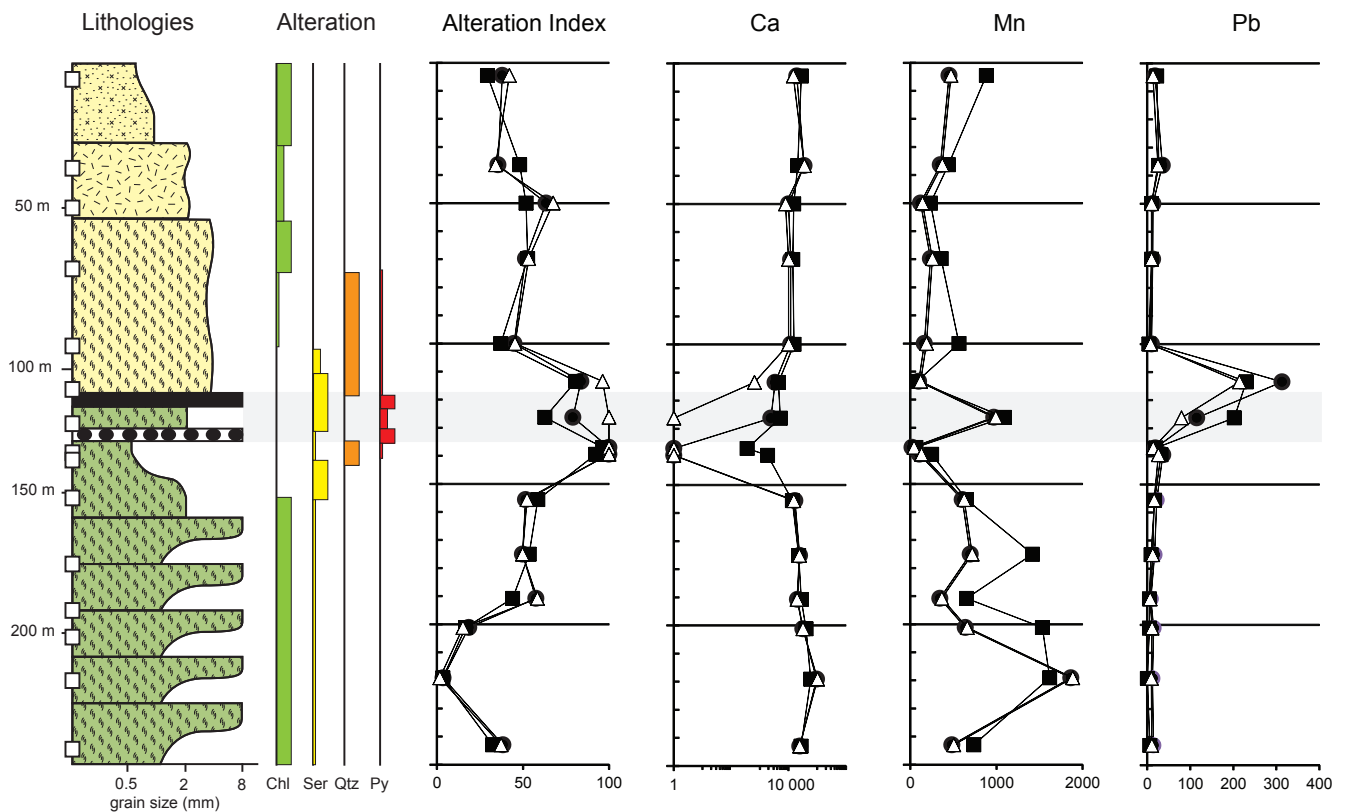 Lithologies Alteration Alteration Index Ca Mn Pb
50 m
100 m
150 m
200 m
0.5 2 8
grain size (mm)
Chl Ser Qtz Py
0 50 100
1 10 000
0 1000 2000
0 100 200 300 400